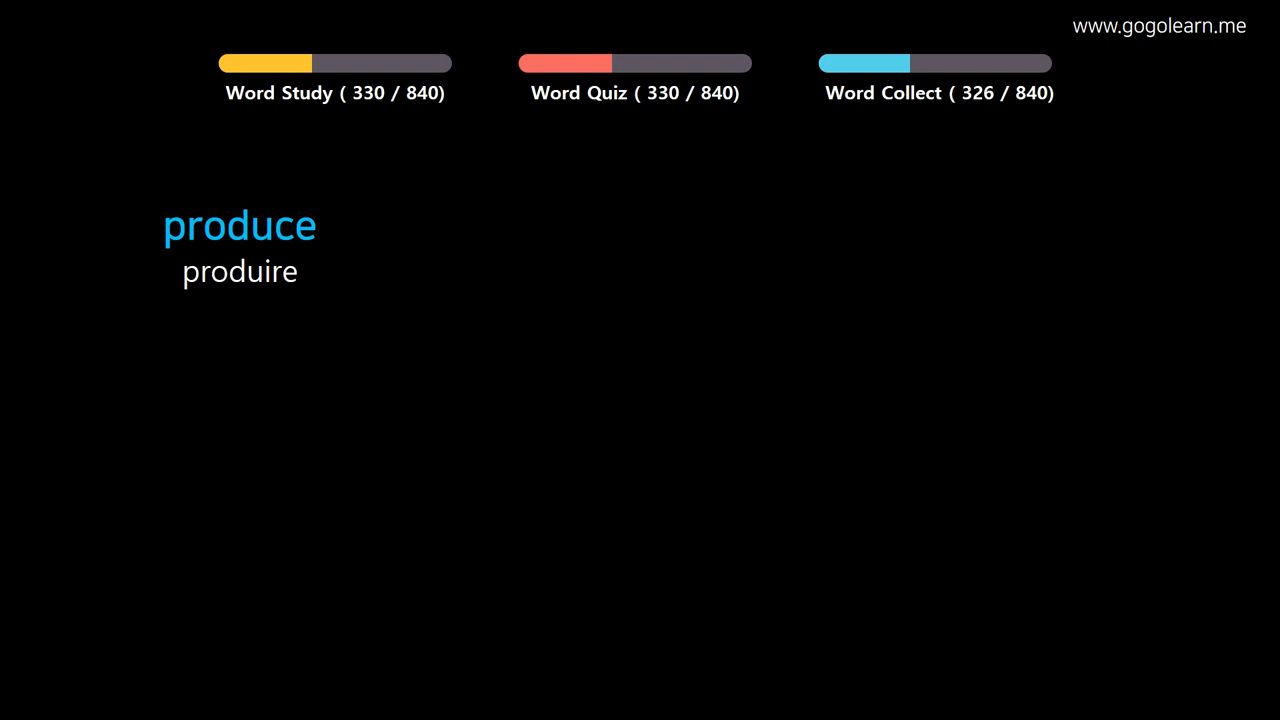 www.gogolearn.me
Word Study ( 330 / 840)
Word Quiz ( 330 / 840)
Word Collect ( 326 / 840)
produce
produire